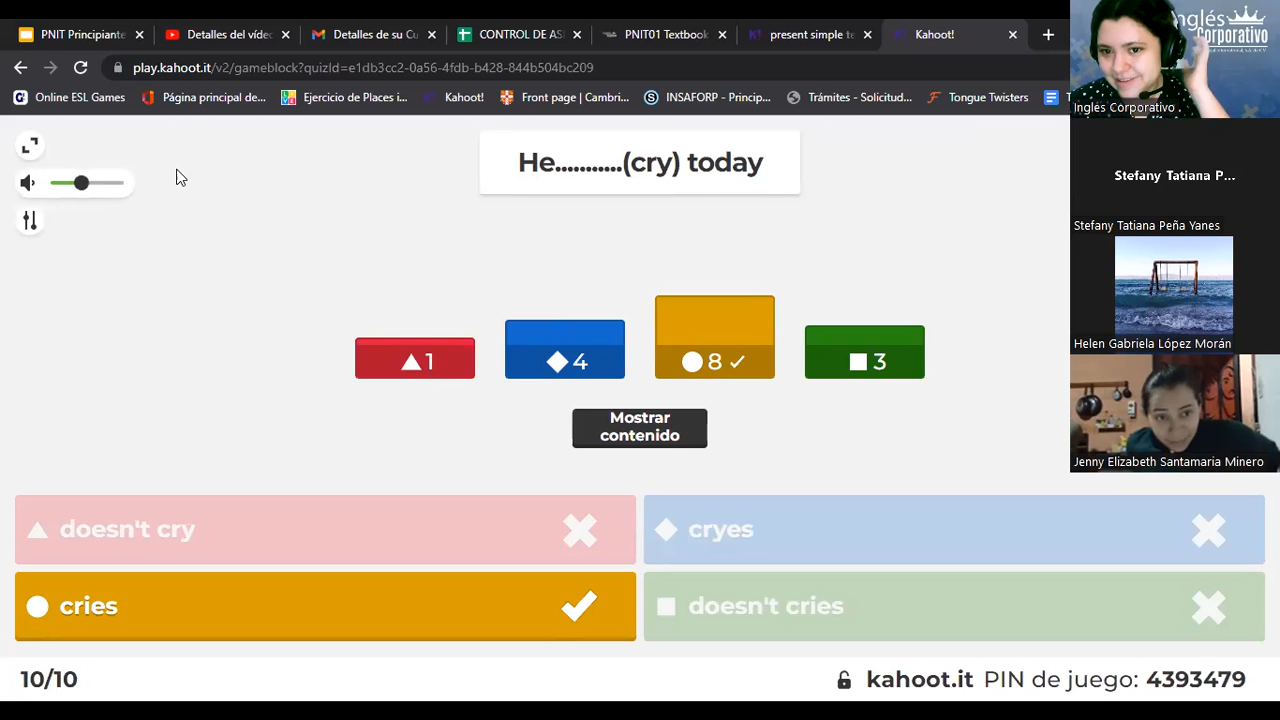 PNIT Principiante
Detalles del víde
Detalles de su Cu
CONTROL DE AS
PNIT01 Textbook
present simple te
Kahoot!
play.kahoot.it/v2/gameblock?quizId=e1db3cc2-0a56-4fdb-b428-844b504bc209
Online ESL Games
Página principal de...
Ejercicio de Places i...
Kahoot!
Front page | Cambri...
INSAFORP - Princip...
Trámites - Solicitud...
Tongue Twisters
Inglés
Corporativo
Ingles Corporativo
He...........(cry) today
Stefany Tatiana P...
Stefany Tatiana Peña Yanes
Helen Gabriela López Morán
Jenny Elizabeth Santamaria Minero
1
4
8
3
Mostrar
contenido
doesn't cry
cryes
cries
doesn't cries
10/10
kahoot.it PIN de juego: 4393479